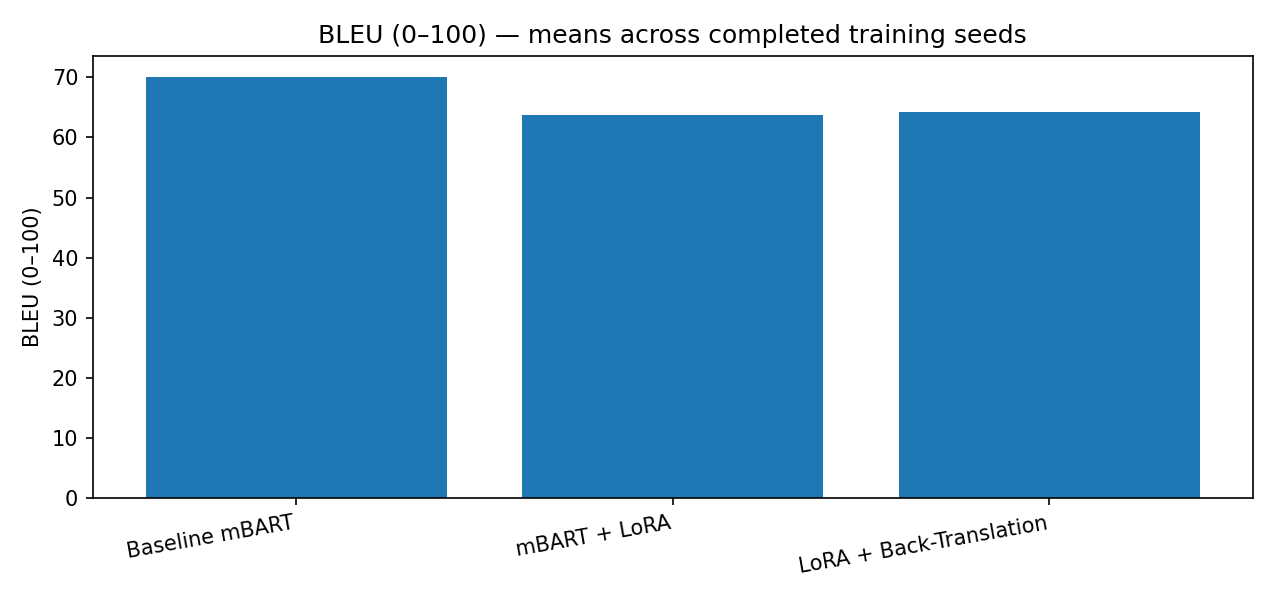 BLEU (0–100) — means across completed training seeds
BLEU (0–100)
70
60
50
40
30
20
10
0
Baseline mBART
mBART + LoRA
LoRA + Back-Translation